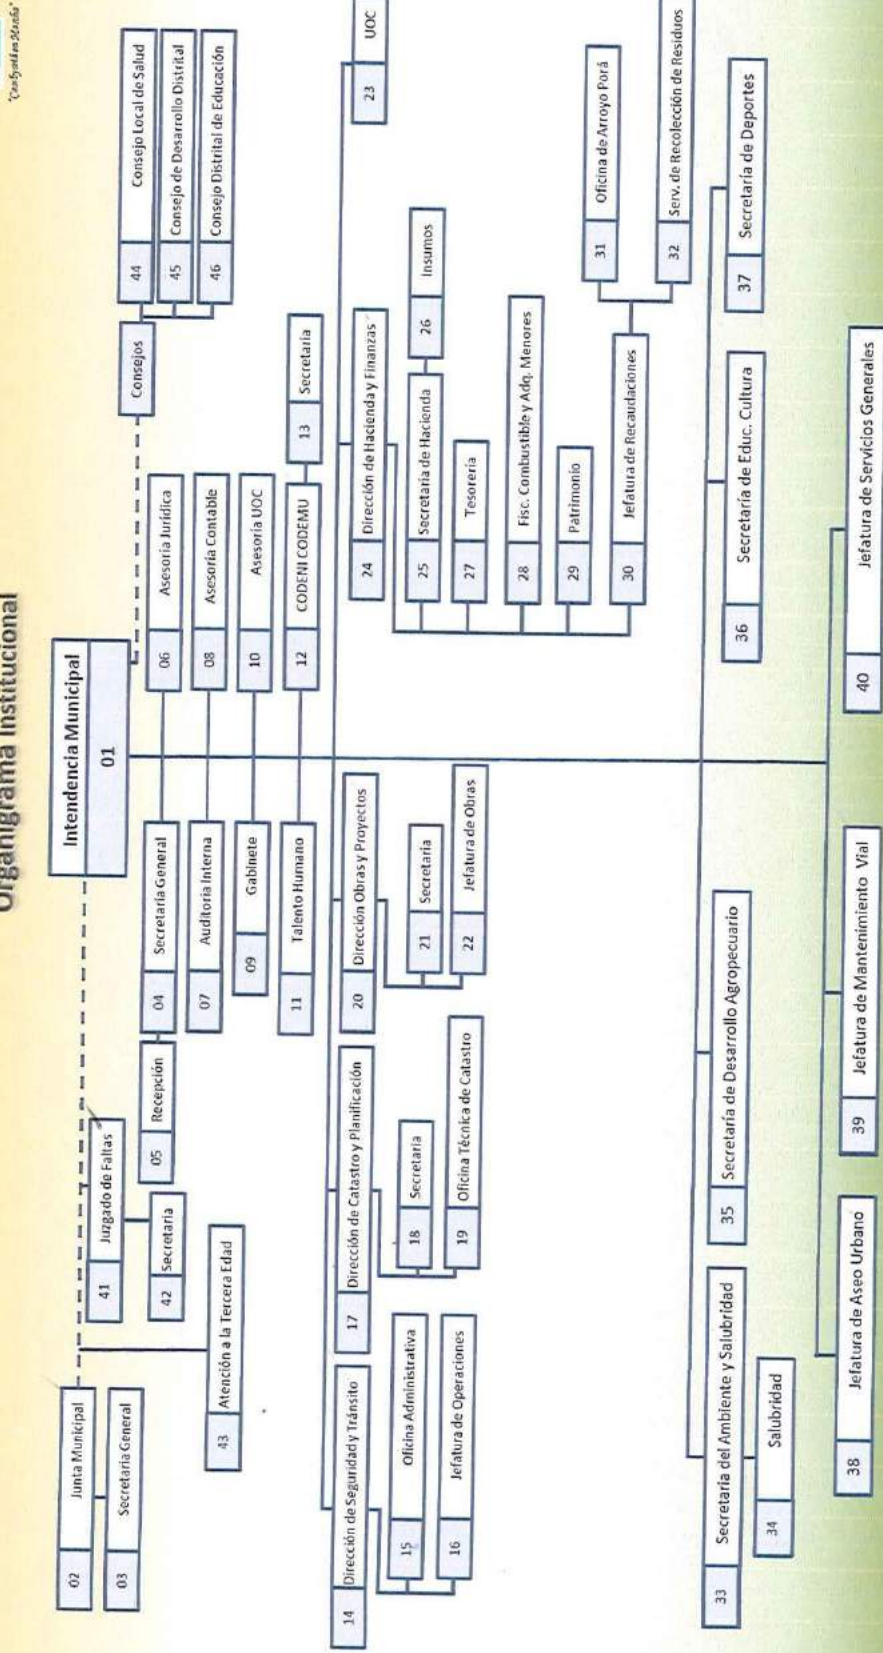 Organigrama Institucional
Intendencia Municipal
01
02 Junta Municipal
03 Secretaria General
41 Juzgado de Faltas
42 Secretaria
43 Atención a la Tercera Edad
Consejos
44 Consejo Local de Salud
45 Consejo de Desarrollo Distrital
46 Consejo Distrital de Educación
05 Recepción
04 Secretaría General
06 Asesoría Jurídica
07 Auditoria Interna
08 Asesoría Contable
09 Gabinete
10 Asesoría UOC
11 Talento Humano
12 CODENI CODEMU
13 Secretaria
14 Dirección de Seguridad y Tránsito
15 Oficina Administrativa
16 Jefatura de Operaciones
17 Dirección de Catastro y Planificación
18 Secretaria
19 Oficina Técnica de Catastro
20 Dirección Obras y Proyectos
21 Secretaria
22 Jefatura de Obras
24 Dirección de Hacienda y Finanzas
25 Secretaría de Hacienda
26 Insumos
27 Tesorería
28 Fisc. Combustible y Adq. Menores
29 Patrimonio
30 Jefatura de Recaudaciones
31 Oficina de Arroyo Porá
32 Serv. de Recolección de Residuos
23 UOC
33 Secretaria del Ambiente y Salubridad
34 Salubridad
35 Secretaría de Desarrollo Agropecuario
36 Secretaría de Educ. Cultura
37 Secretaría de Deportes
38 Jefatura de Aseo Urbano
39 Jefatura de Mantenimiento Vial
40 Jefatura de Servicios Generales